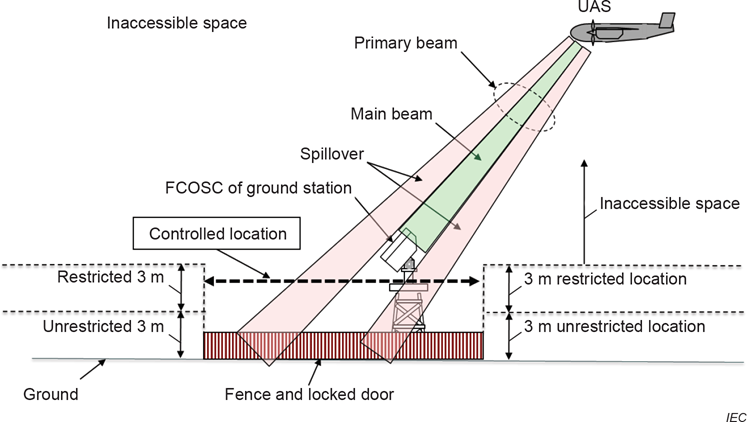 UAS
Inaccessible space
Primary beam
Main beam
Spillover
FCOSC of ground station
Inaccessible space
Controlled location
Restricted 3 m
3 m restricted location
Unrestricted 3 m
3 m unrestricted location
Ground
Fence and locked door
IEC